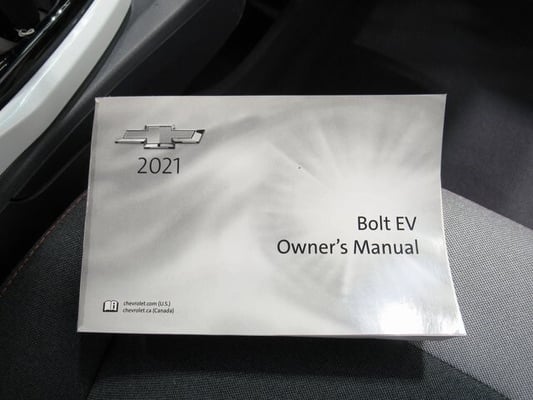 2021
Bolt EV
Owner's Manual
chevrolet.com (U.S.)
chevrolet.ca (Canada)